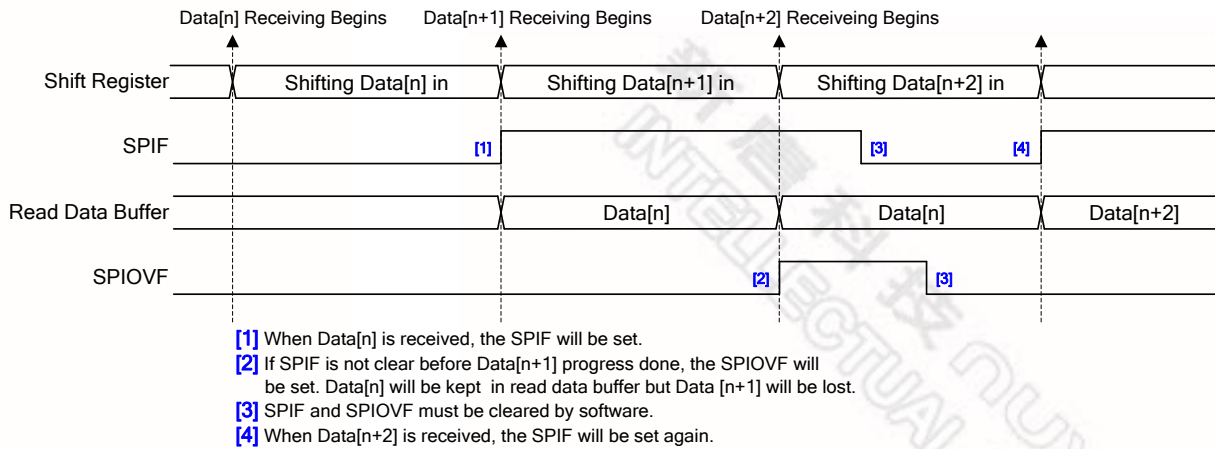 Data[n] Receiving Begins Data[n+1] Receiving Begins Data[n+2] Receiveing Begins
Shift Register Shifting Data[n] in Shifting Data[n+1] in Shifting Data[n+2] in
SPIF [1] [3] [4]
Read Data Buffer Data[n] Data[n] Data[n+2]
SPIOVF [2] [3]
[1] When Data[n] is received, the SPIF will be set.
[2] If SPIF is not clear before Data[n+1] progress done, the SPIOVF will
be set. Data[n] will be kept in read data buffer but Data [n+1] will be lost.
[3] SPIF and SPIOVF must be cleared by software.
[4] When Data[n+2] is received, the SPIF will be set again.
新唐科技
INTELLECTUAL